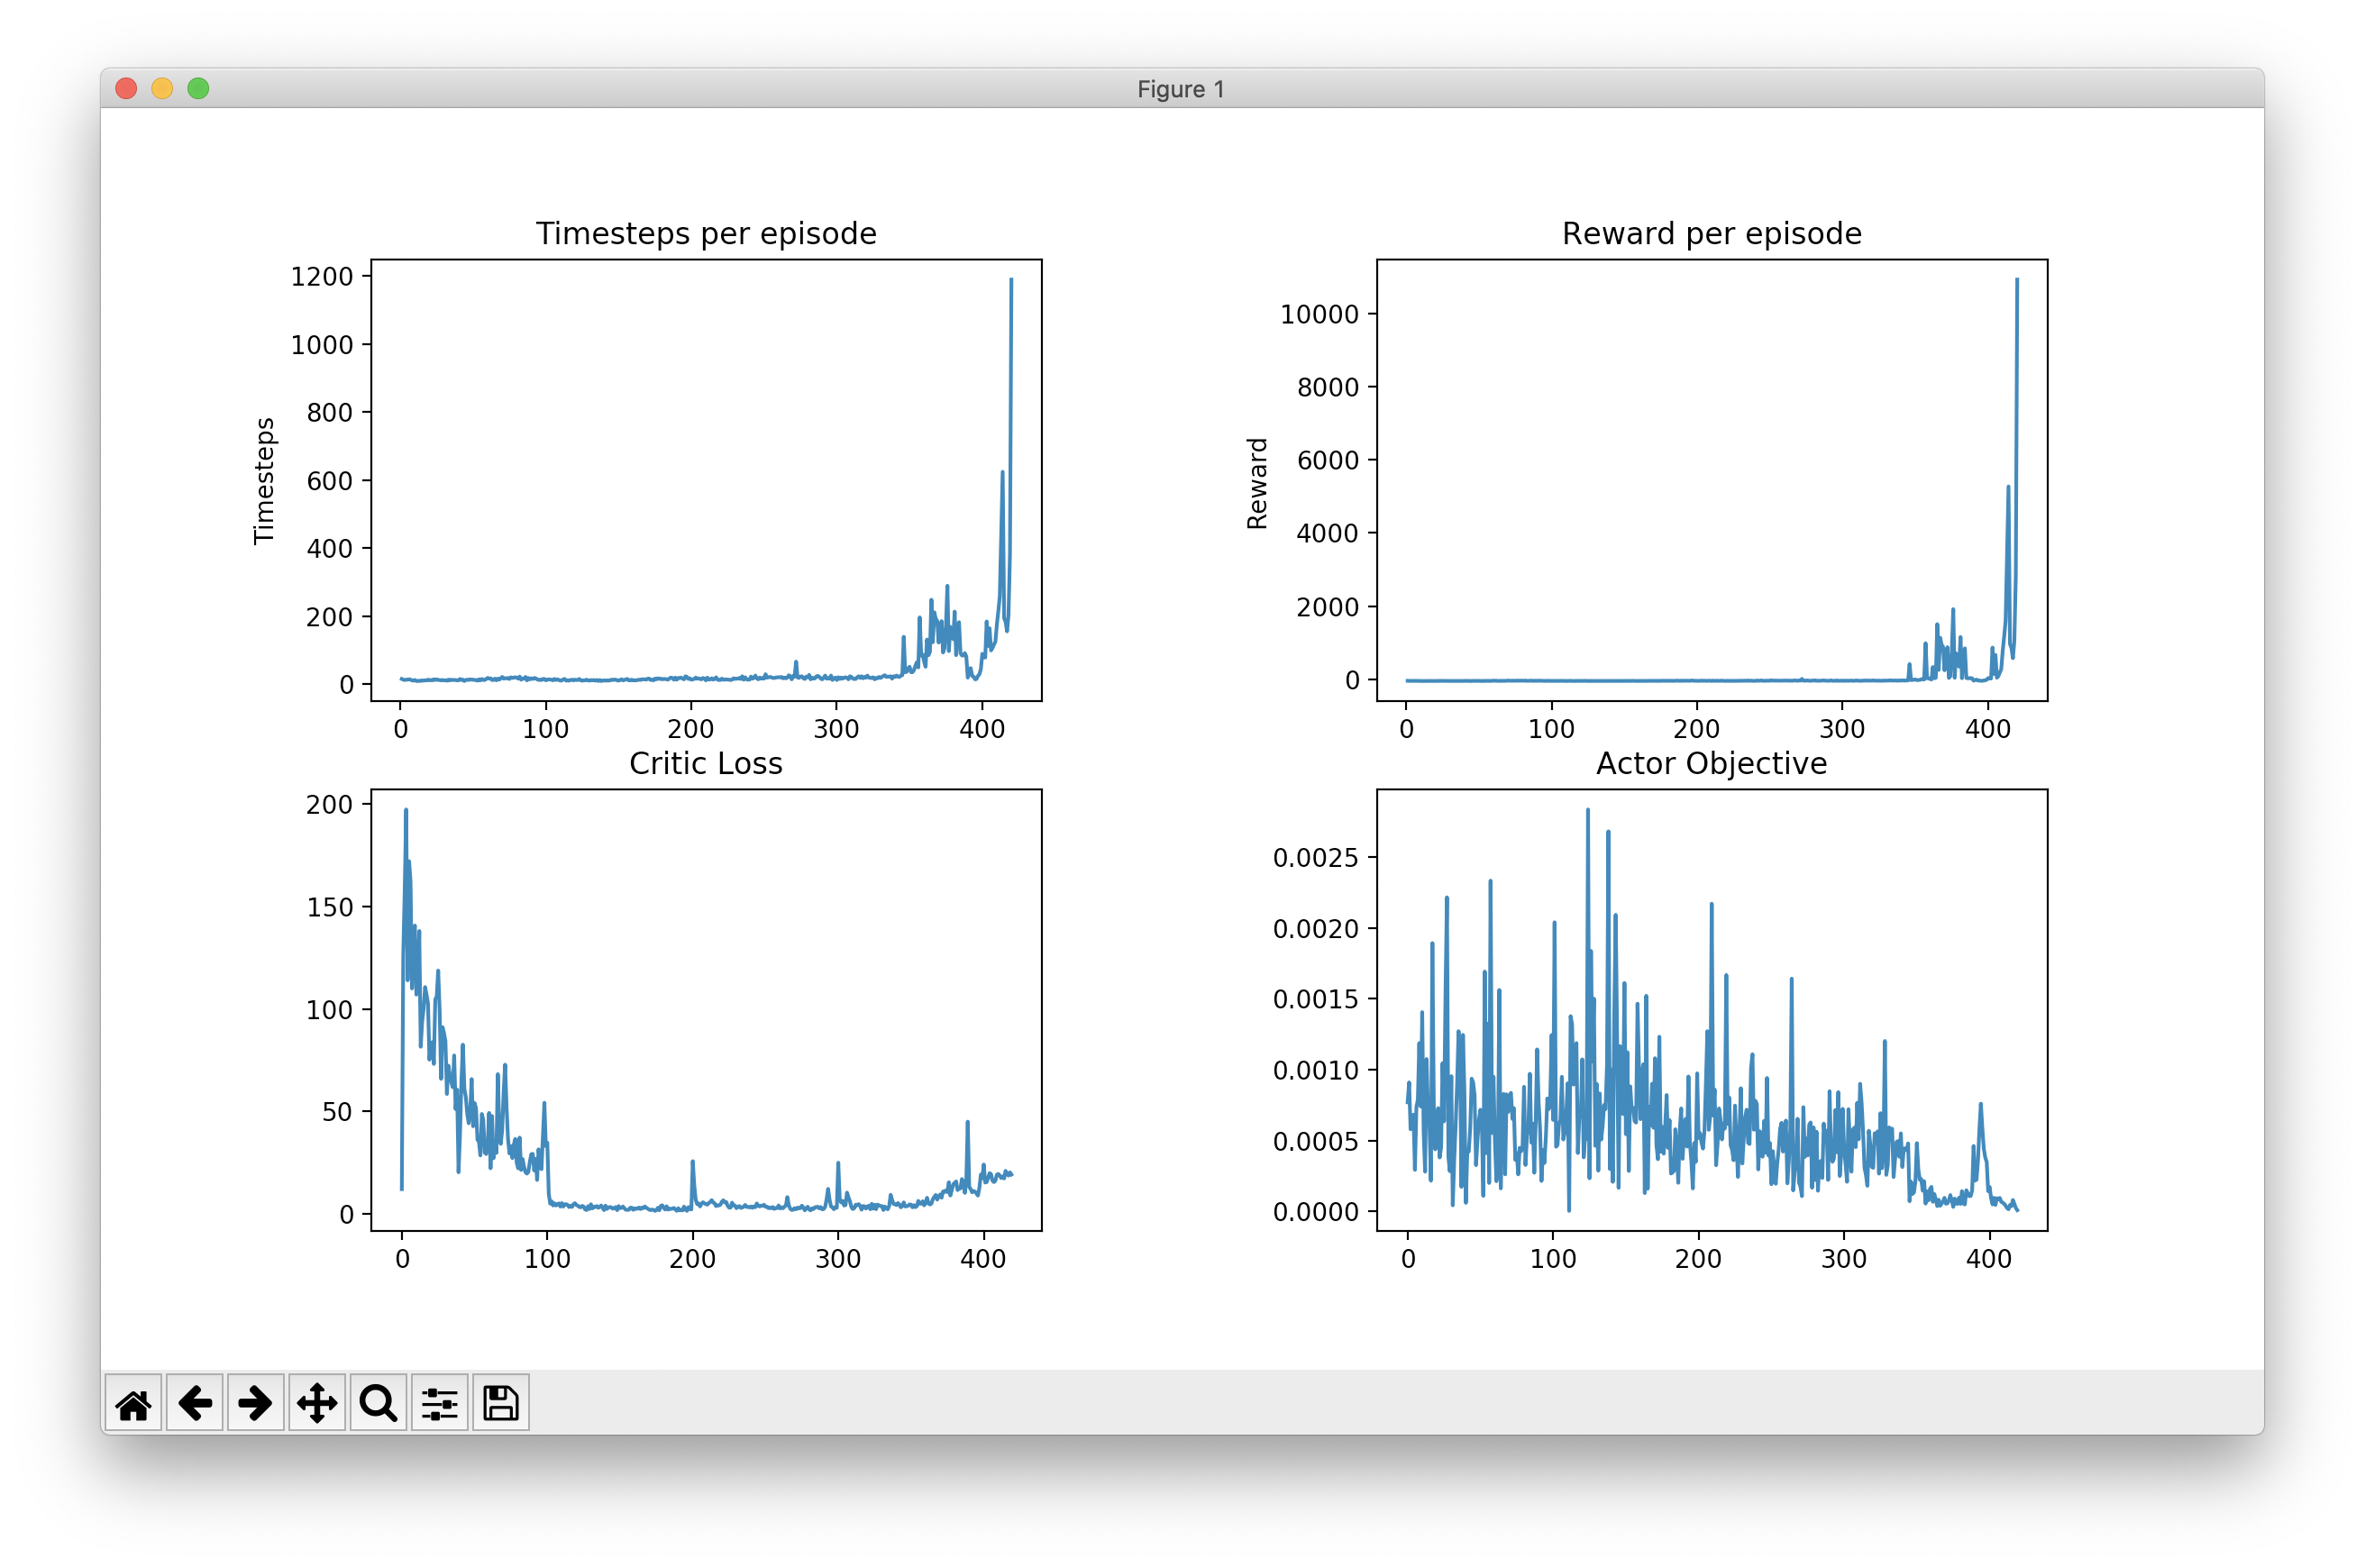 Figure 1
Timesteps per episode
1200
1000
800
600
400
200
0
Timesteps
0 100 200 300 400
Reward per episode
10000
8000
6000
4000
2000
0
Reward
0 100 200 300 400
Critic Loss
200
150
100
50
0
0 100 200 300 400
Actor Objective
0.0025
0.0020
0.0015
0.0010
0.0005
0.0000
0 100 200 300 400